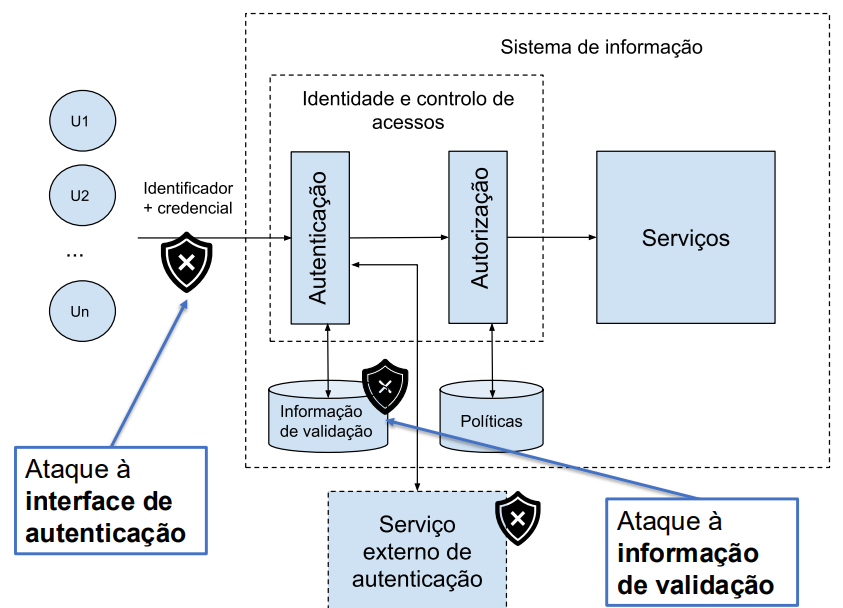 Sistema de informação
Identidade e controlo de
acessos
U1
U2
...
Un
Identificador
+ credencial
Autenticação
Autorização
Serviços
Informação
de validação
Políticas
Ataque à
interface de
autenticação
Serviço
externo de
autenticação
Ataque à
informação
de validação